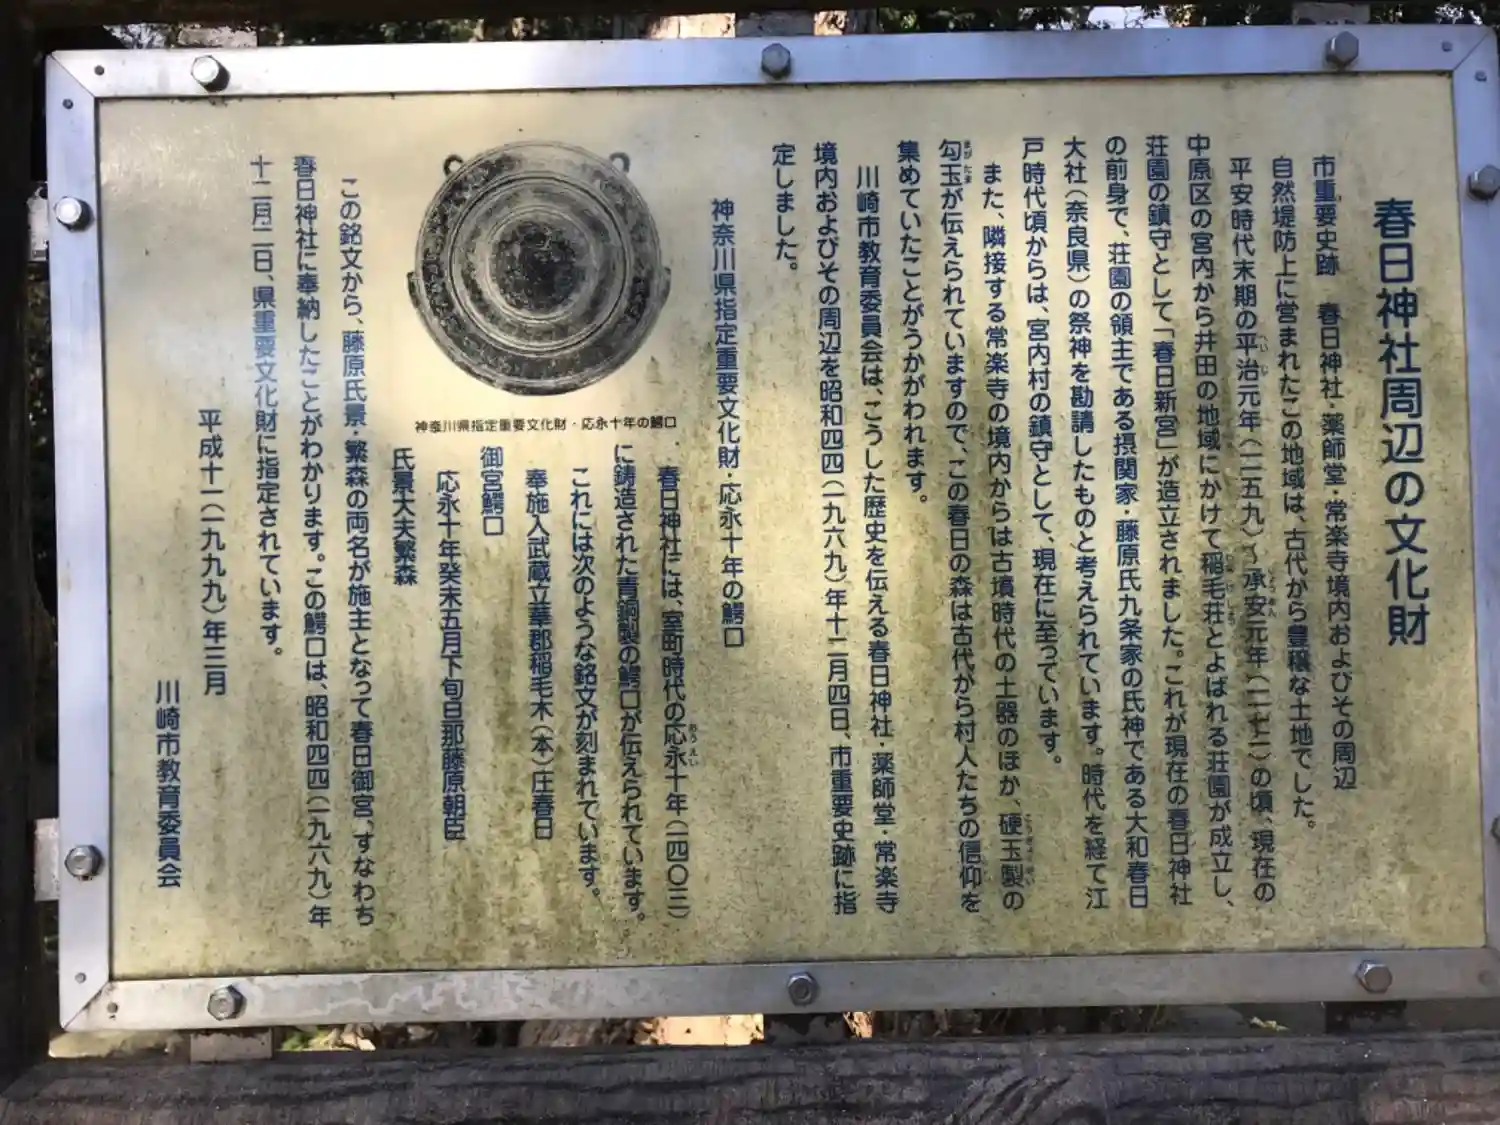 春日神社周辺の文化財
市重要史跡　春日神社・薬師堂・常楽寺境内およびその周辺
自然堤防上に営まれたこの地域は、古代から豊穣な土地でした。
平安時代末期の平治元年（一一五九）～承安元年（一一七一）の頃、現在の
中原区の宮内から井田の地域にかけて稲毛荘とよばれる荘園が成立し、
荘園の鎮守として「春日新宮」が造立されました。これが現在の春日神社
の前身で、荘園の領主である摂関家・藤原氏九条家の氏神である大和春日
大社（奈良県）の祭神を勘請したものと考えられています。時代を経て江
戸時代頃からは、宮内村の鎮守として、現在に至っています。
また、隣接する常楽寺の境内からは古墳時代の土器のほか、硬玉製の
勾玉が伝えられていますので、この春日の森は古代から村人たちの信仰を
集めていたことがうかがわれます。
川崎市教育委員会は、こうした歴史を伝える春日神社・薬師堂・常楽寺
境内およびその周辺を昭和四四（一九六九）年十二月四日、市重要史跡に指
定しました。
神奈川県指定重要文化財・応永十年の鰐口
春日神社には、室町時代の応永十年（一四〇三）
に鋳造された青銅製の鰐口が伝えられています。
これには次のような銘文が刻まれています。
奉施入武蔵立華郡稲毛木（本）庄春日
御宮鰐口
応永十年癸未五月下旬旦那藤原朝臣
氏景大夫繁森
神奈川県指定重要文化財・応永十年の鰐口
この銘文から、藤原氏景・繁森の両名が施主となって春日御宮、すなわち
春日神社に奉納したことがわかります。この鰐口は、昭和四四（一九六九）年
十二月二日、県重要文化財に指定されています。
平成十一（一九九九）年三月
川崎市教育委員会